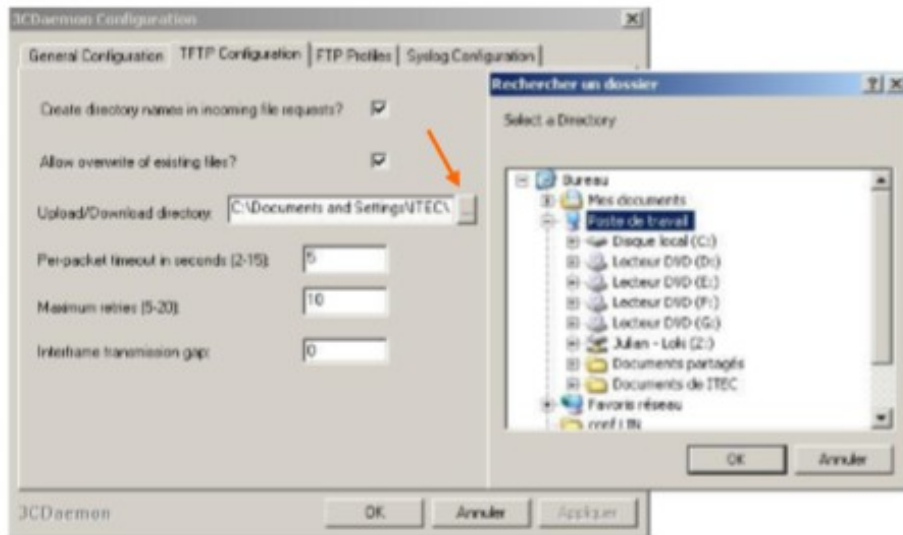 3CDaemon Configuration
General Configuration TFTP Configuration FTP Profiles Syslog Configuration
Create directory names in incoming file requests?
Allow overwrite of existing files?
Upload/Download directory: C:\Documents and Settings\ITEC\ ...
Per-packet timeout in seconds (2-15): 5
Maximum retries (5-20): 10
Interframe transmission gap: 0
3CDaemon OK Annuler Appliquer
Rechercher un dossier
Select a Directory
Bureau
Mes documents
Poste de travail
Disque local (C:)
Lecteur DVD (D:)
Lecteur DVD (E:)
Lecteur DVD (F:)
Lecteur DVD (G:)
Julian - Loïs (Z:)
Documents partagés
Documents de ITEC
Favoris réseau
OK Annuler